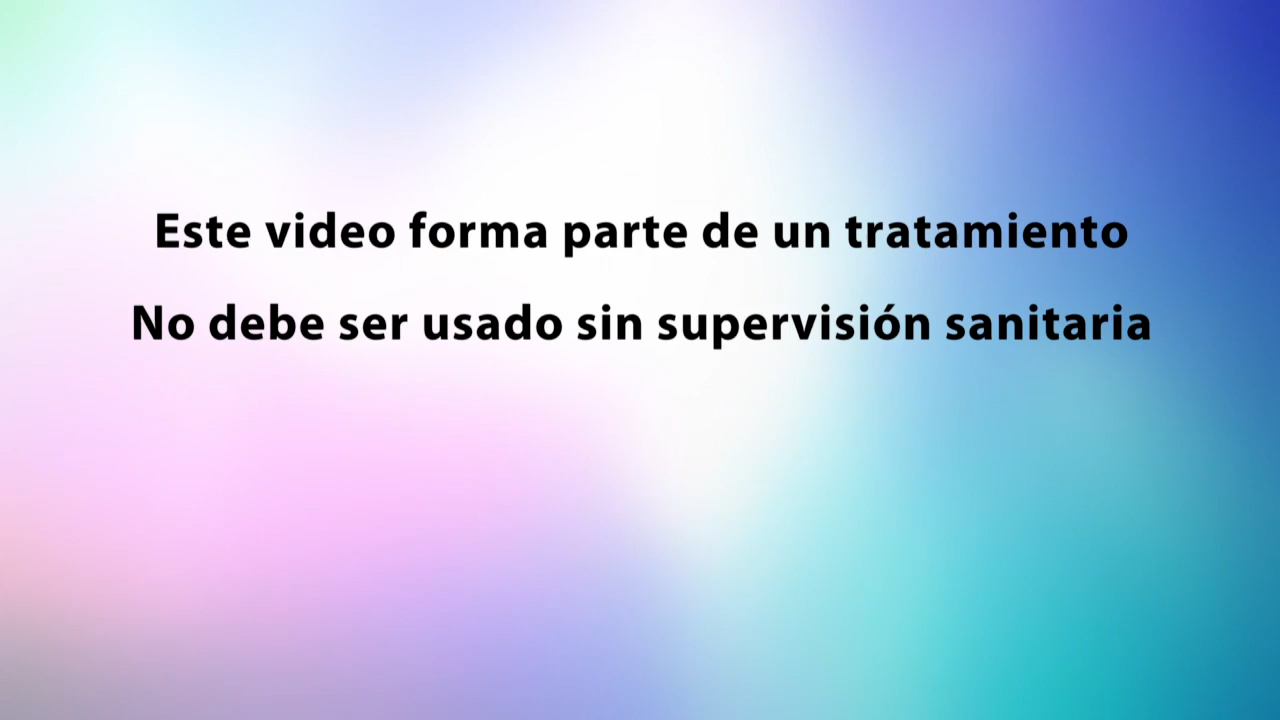 Este video forma parte de un tratamiento
No debe ser usado sin supervisión sanitaria